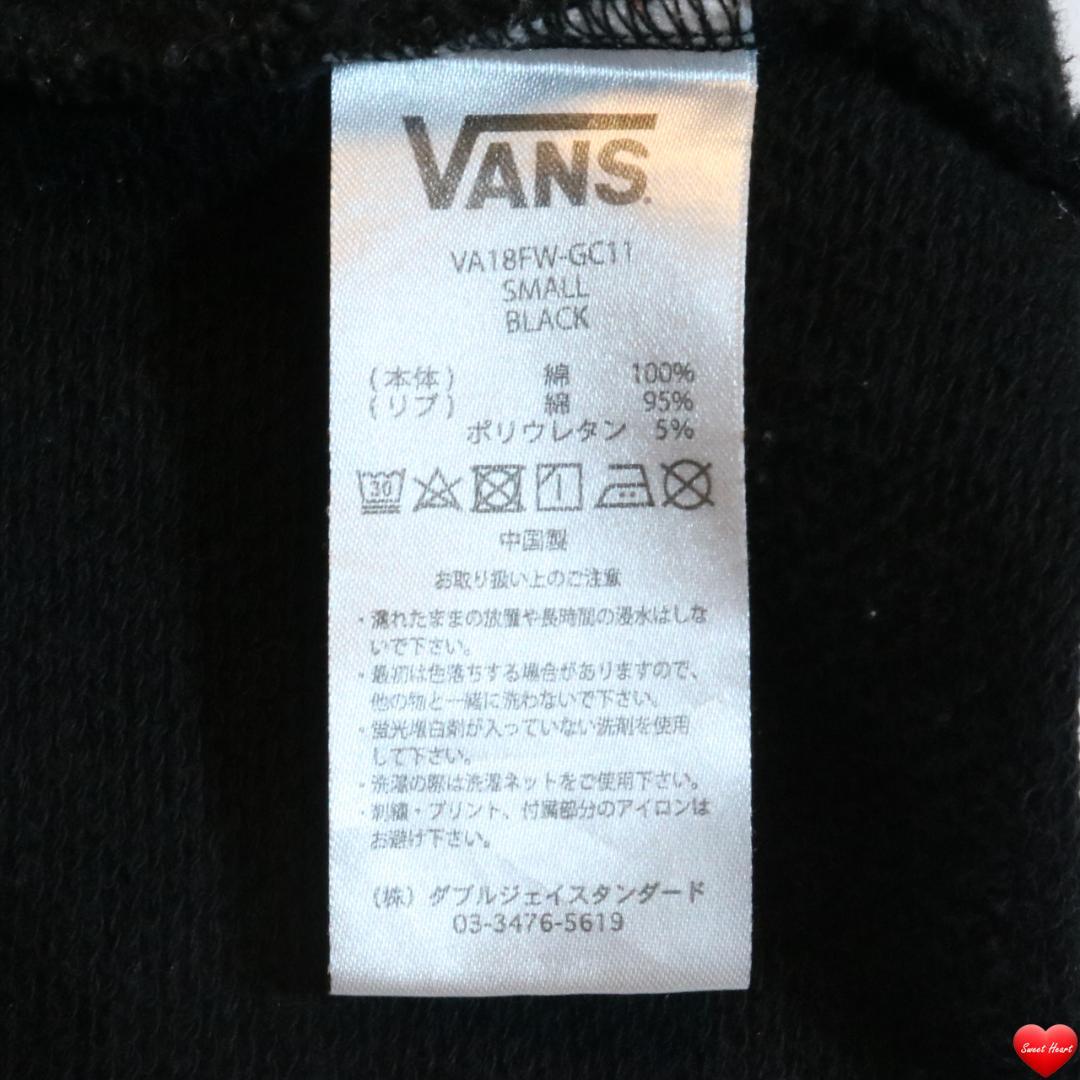 VANS
VA18FW-GC11
SMALL
BLACK
(本体) 綿 100%
(リブ) 綿 95%
ポリウレタン 5%
30
中国製
お取り扱い上のご注意
・濡れたままの放置や長時間の浸水はしな
いで下さい。
・最初は色落ちする場合がありますので、
他の物と一緒に洗わないで下さい。
・蛍光増白剤が入っていない洗剤を使用
して下さい。
・洗濯の際は洗濯ネットをご使用下さい。
・刺繍・プリント、付属部分のアイロンは
お避け下さい。
(株) ダブルジェイスタンダード
03-3476-5619
Sweet Heart